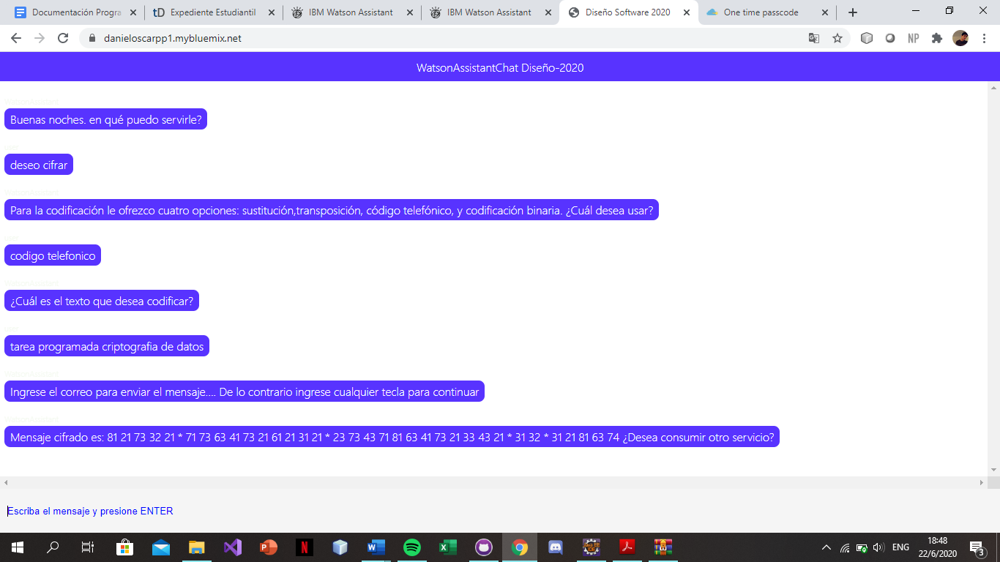 Documentación Progra
Expediente Estudiantil
IBM Watson Assistant
IBM Watson Assistant
Diseño Software 2020
One time passcode
danieloscarpp1.mybluemix.net
NP
WatsonAssistantChat Diseño-2020
WatsonAssistant
Buenas noches. en qué puedo servirle?
user
deseo cifrar
WatsonAssistant
Para la codificación le ofrezco cuatro opciones: sustitución,transposición, código telefónico, y codificación binaria. ¿Cuál desea usar?
user
codigo telefonico
WatsonAssistant
¿Cuál es el texto que desea codificar?
user
tarea programada criptografia de datos
WatsonAssistant
Ingrese el correo para enviar el mensaje.... De lo contrario ingrese cualquier tecla para continuar
WatsonAssistant
Mensaje cifrado es: 81 21 73 32 21 * 71 73 63 41 73 21 61 21 31 21 * 23 73 43 71 81 63 41 73 21 33 43 21 * 31 32 * 31 21 81 63 74 ¿Desea consumir otro servicio?
Escriba el mensaje y presione ENTER
ENG
18:48
22/6/2020
3